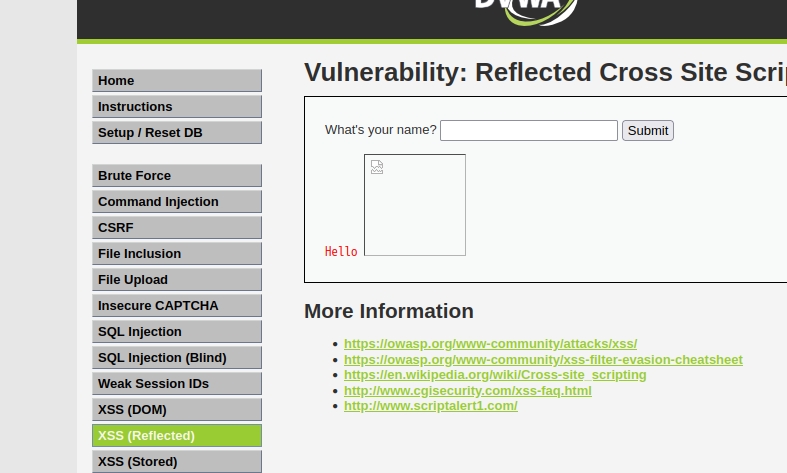 DVWA
Vulnerability: Reflected Cross Site Scrip
Home
Instructions
Setup / Reset DB
Brute Force
Command Injection
CSRF
File Inclusion
File Upload
Insecure CAPTCHA
SQL Injection
SQL Injection (Blind)
Weak Session IDs
XSS (DOM)
XSS (Reflected)
XSS (Stored)
What's your name? Submit
Hello
More Information
https://owasp.org/www-community/attacks/xss/
https://owasp.org/www-community/xss-filter-evasion-cheatsheet
https://en.wikipedia.org/wiki/Cross-site_scripting
http://www.cgisecurity.com/xss-faq.html
http://www.scriptalert1.com/